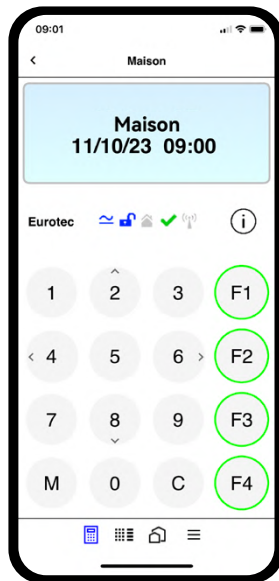 09:01
Maison
Maison
11/10/23 09:00
Eurotec
i
1 2 3 F1
4 5 6 F2
7 8 9 F3
M 0 C F4